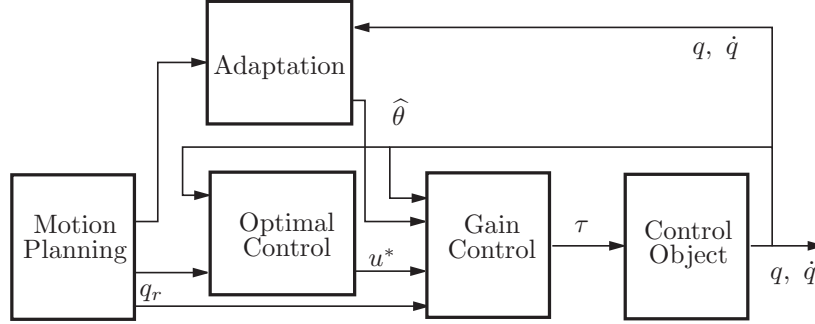 Adaptation
q, q̇
θ̂
Motion
Planning
Optimal
Control
u*
Gain
Control
τ
Control
Object
q_r
q, q̇